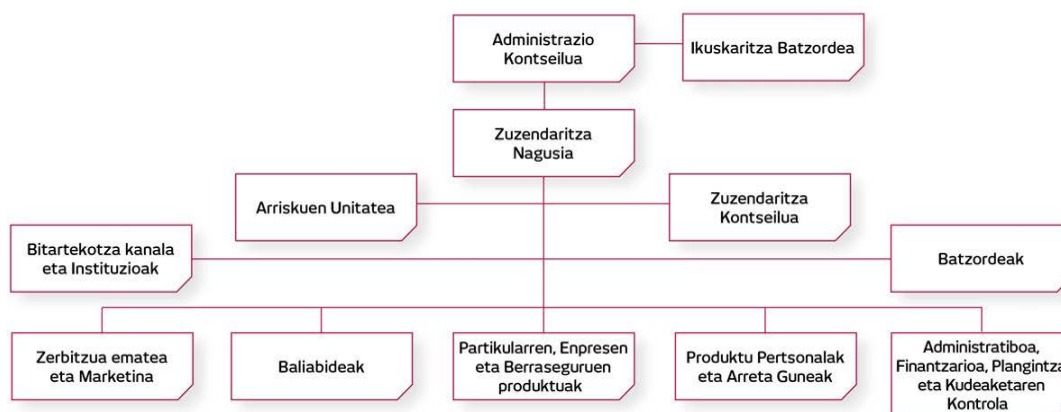 Administrazio
Kontseilua
Ikuskaritza Batzordea
Zuzendaritza
Nagusia
Arriskuen Unitatea
Zuzendaritza
Kontseilua
Bitartekotza kanala
eta Instituzioak
Batzordeak
Zerbitzua ematea
eta Marketina
Baliabideak
Partikularren, Enpresen
eta Berraseguruen
produktuak
Produktu Pertsonalak
eta Arreta Guneak
Administratiboa,
Finantzarioa, Plangintza
eta Kudeaketaren
Kontrola